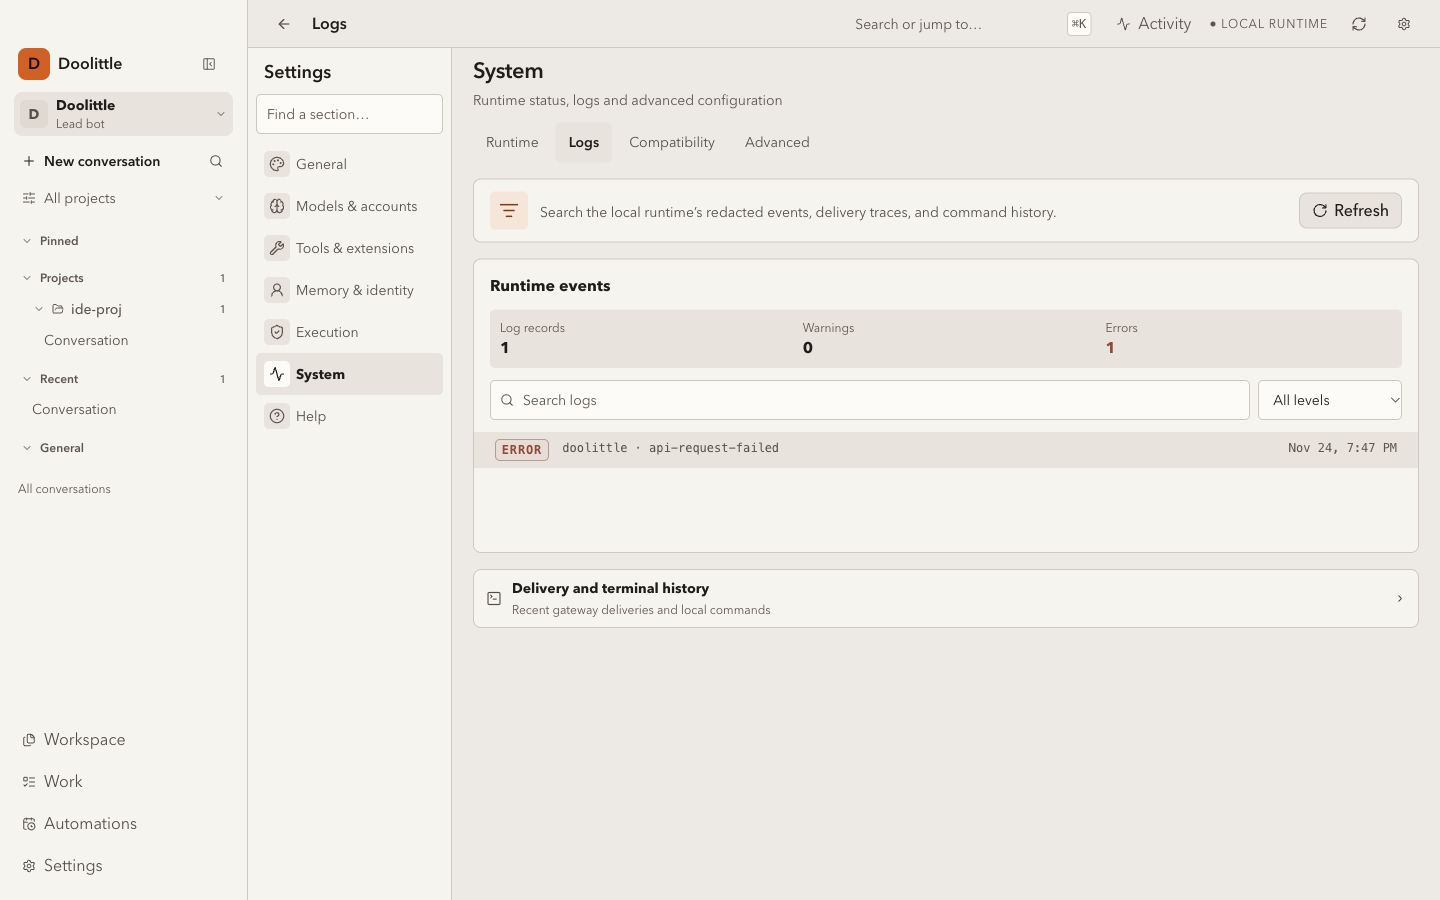 Logs
Search or jump to…
⌘K
Activity
LOCAL RUNTIME
D
Doolittle
D
Doolittle
Lead bot
New conversation
All projects
Pinned
Projects
1
ide-proj
1
Conversation
Recent
1
Conversation
General
All conversations
Workspace
Work
Automations
Settings
Settings
Find a section…
General
Models & accounts
Tools & extensions
Memory & identity
Execution
System
Help
System
Runtime status, logs and advanced configuration
Runtime
Logs
Compatibility
Advanced
Search the local runtime’s redacted events, delivery traces, and command history.
Refresh
Runtime events
Log records
1
Warnings
0
Errors
1
Search logs
All levels
ERROR
doolittle · api-request-failed
Nov 24, 7:47 PM
Delivery and terminal history
Recent gateway deliveries and local commands